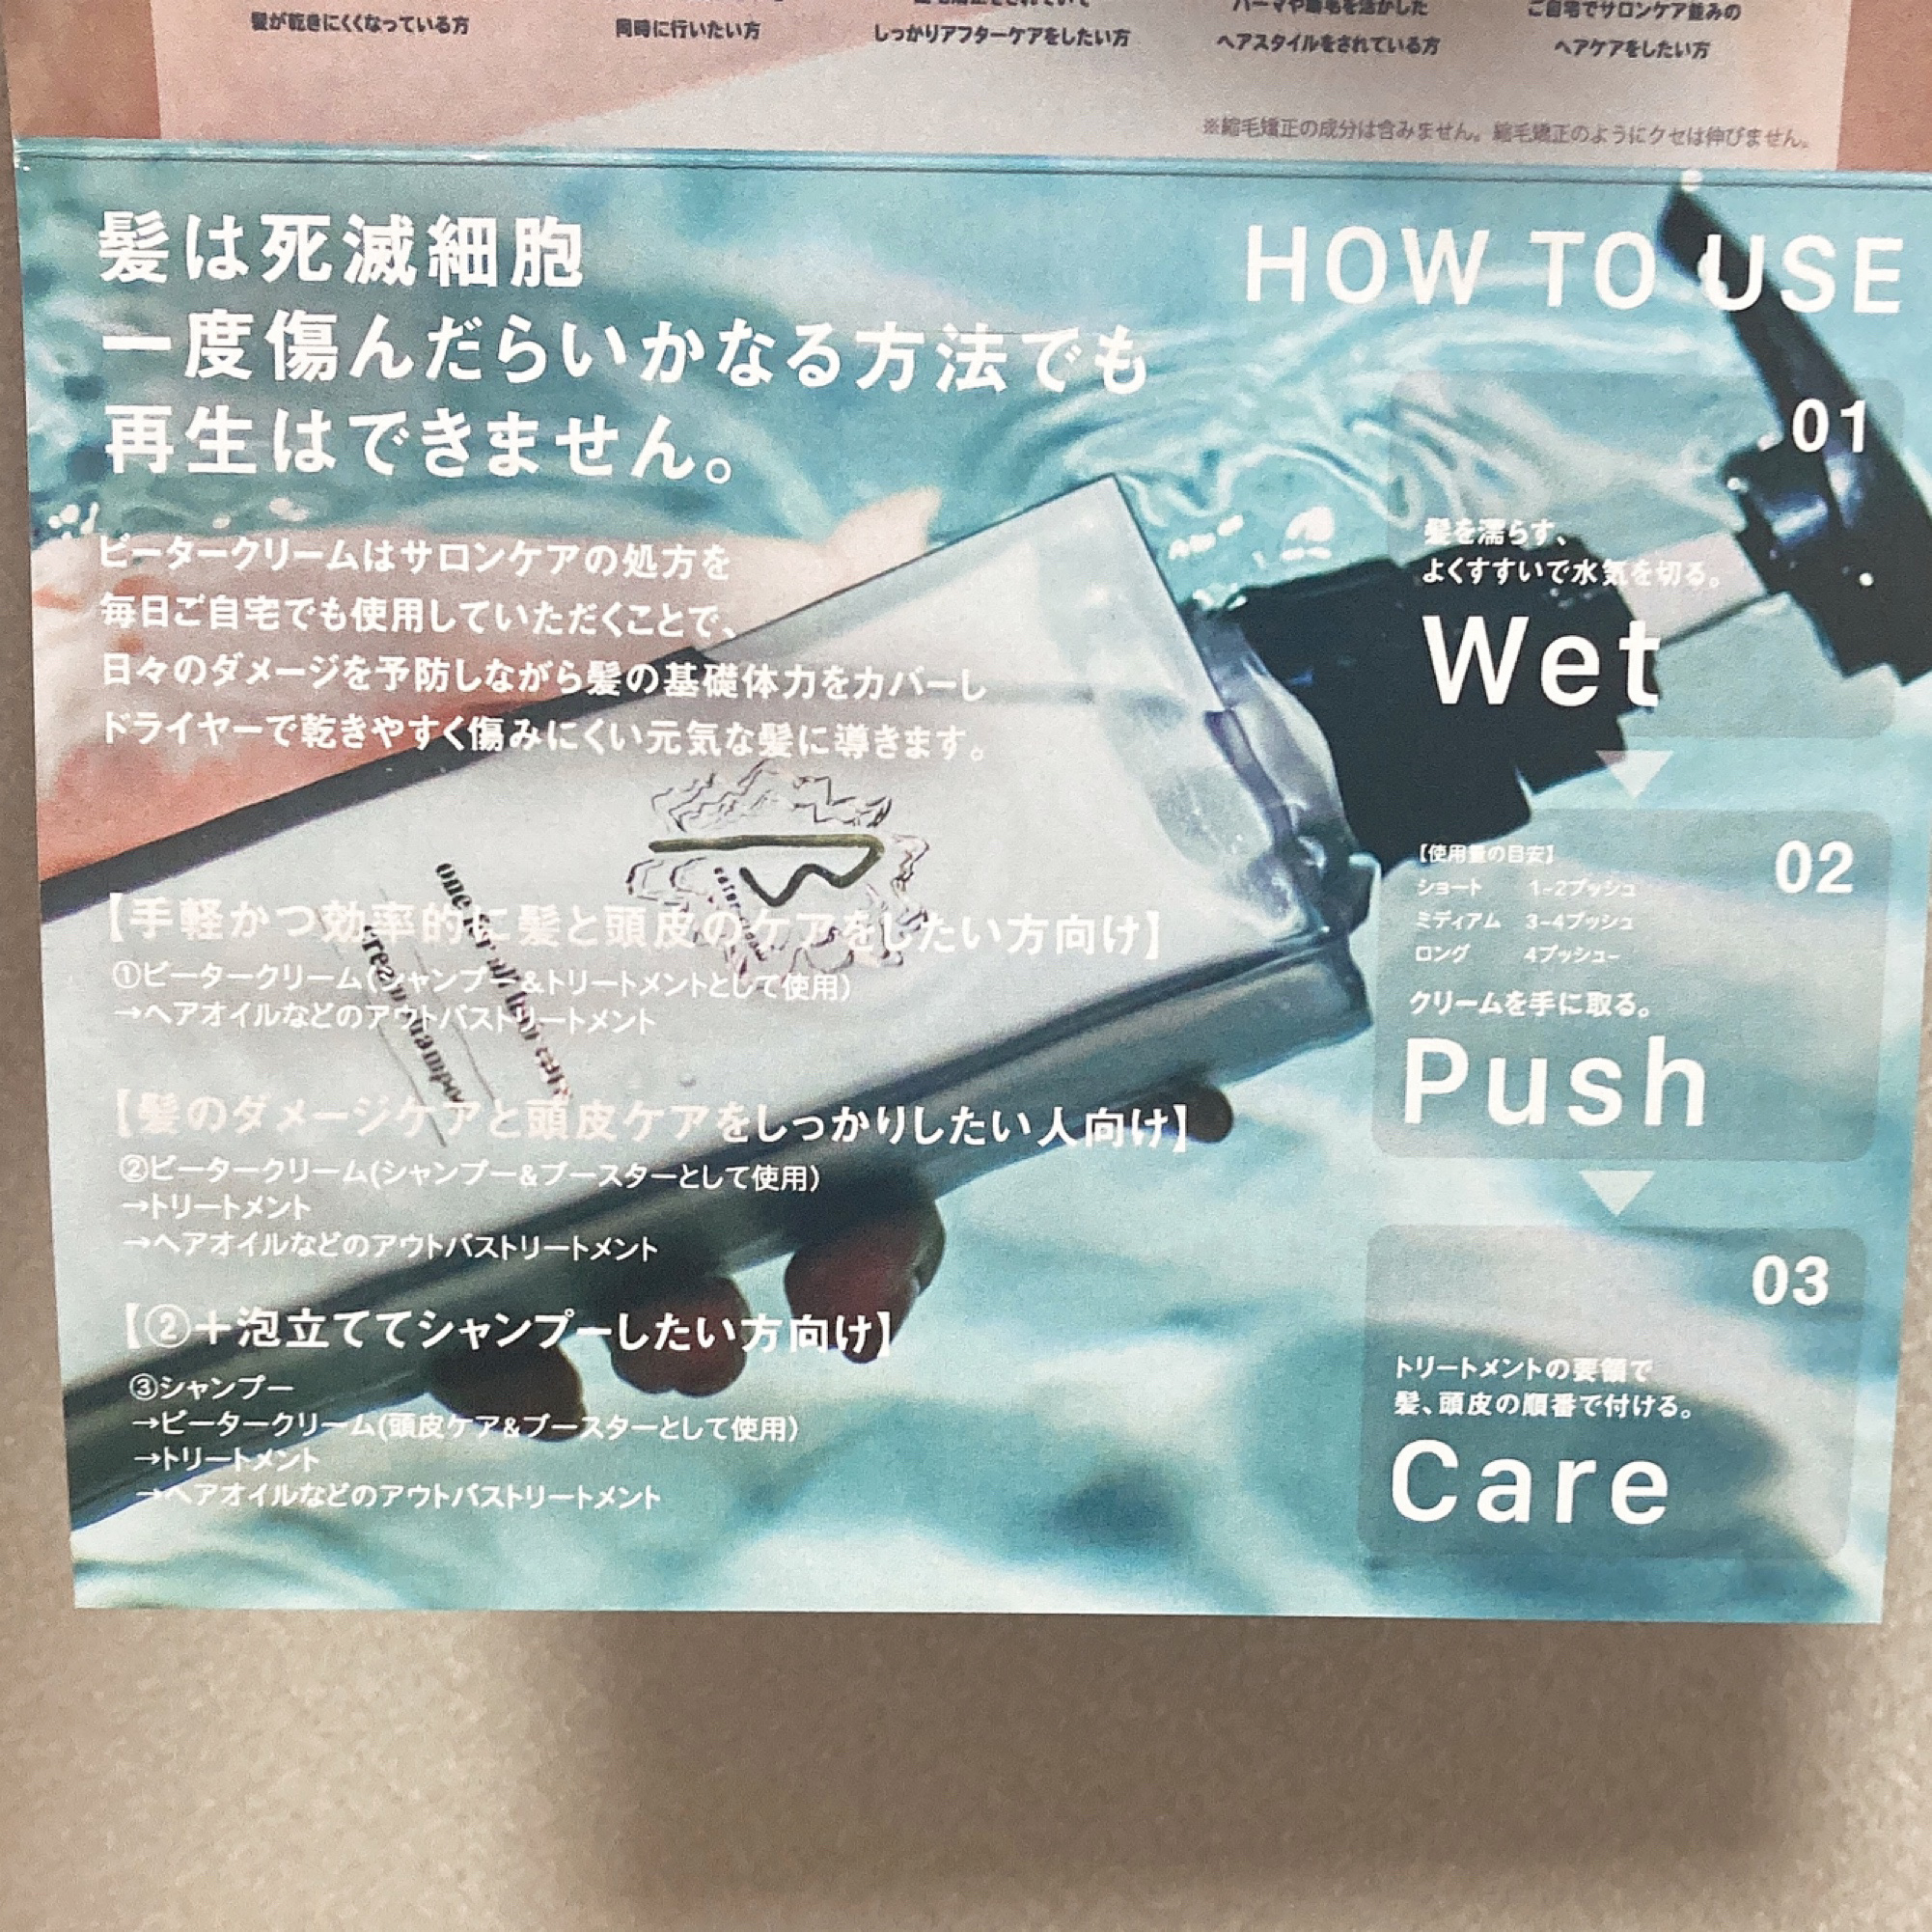 髪が乾きにくくなっている方
同時に行いたい方
しっかりアフターケアをしたい方
ヘアスタイルをされている方
ご自宅でサロンケア並みの
ヘアケアをしたい方
※縮毛矯正の成分は含みません。縮毛矯正のようにクセは伸びません。
髪は死滅細胞
一度傷んだらいかなる方法でも
再生はできません。
ピータークリームはサロンケアの処方を
毎日ご自宅でも使用していただくことで、
日々のダメージを予防しながら髪の基礎体力をカバーし
ドライヤーで乾きやすく傷みにくい元気な髪に導きます。
【手軽かつ効率的に髪と頭皮のケアをしたい方向け】
①ピータークリーム(シャンプー&トリートメントとして使用)
→ヘアオイルなどのアウトバストリートメント
【髪のダメージケアと頭皮ケアをしっかりしたい人向け】
②ピータークリーム(シャンプー&ブースターとして使用)
→トリートメント
→ヘアオイルなどのアウトバストリートメント
【②+泡立ててシャンプーしたい方向け】
③シャンプー
→ピータークリーム(頭皮ケア&ブースターとして使用)
→トリートメント
→ヘアオイルなどのアウトバストリートメント
cream shampoo
HOW TO USE
01
髪を濡らす、
よくすすいで水気を切る。
Wet
02
【使用量の目安】
ショート 1-2プッシュ
ミディアム 3-4プッシュ
ロング 4プッシュ-
クリームを手に取る。
Push
03
トリートメントの要領で
髪、頭皮の順番で付ける。
Care